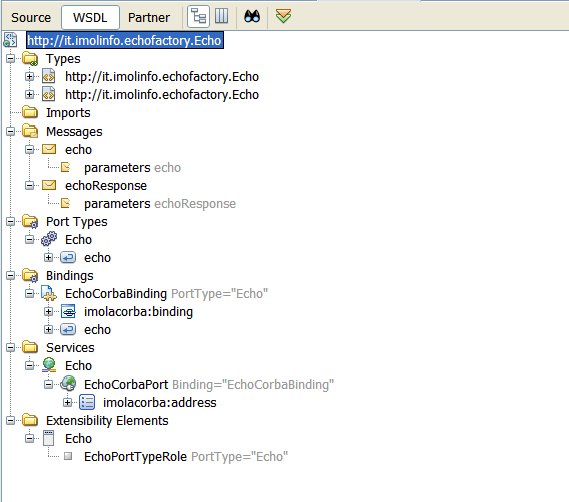 Source WSDL Partner
http://it.imolinfo.echofactory.Echo
Types
http://it.imolinfo.echofactory.Echo
http://it.imolinfo.echofactory.Echo
Imports
Messages
echo
parameters echo
echoResponse
parameters echoResponse
Port Types
Echo
echo
Bindings
EchoCorbaBinding PortType="Echo"
imolacorba:binding
echo
Services
Echo
EchoCorbaPort Binding="EchoCorbaBinding"
imolacorba:address
Extensibility Elements
Echo
EchoPortTypeRole PortType="Echo"